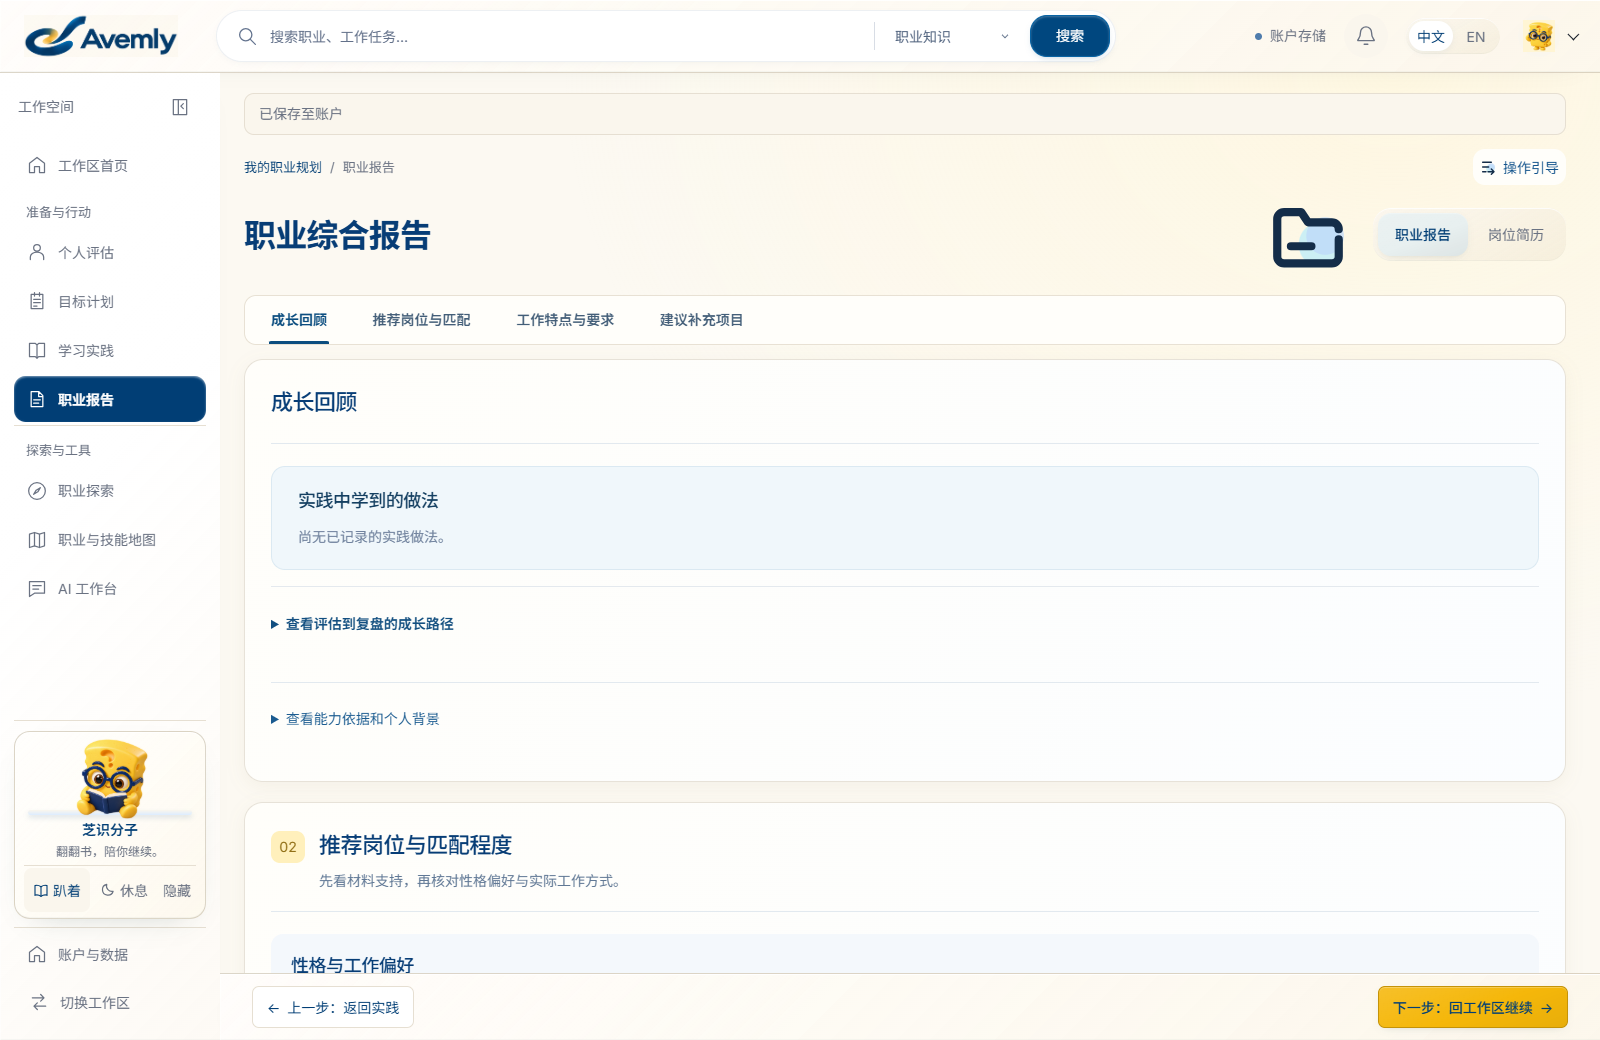 Avemly
搜索职业、工作任务...
职业知识
搜索
账户存储
中文
EN
工作空间
工作区首页
准备与行动
个人评估
目标计划
学习实践
职业报告
探索与工具
职业探索
职业与技能地图
AI 工作台
芝识分子
翻翻书，陪你继续。
趴着
休息
隐藏
账户与数据
切换工作区
已保存至账户
我的职业规划 / 职业报告
操作引导
职业综合报告
职业报告
岗位简历
成长回顾
推荐岗位与匹配
工作特点与要求
建议补充项目
成长回顾
实践中学到的做法
尚无已记录的实践做法。
查看评估到复盘的成长路径
查看能力依据和个人背景
02
推荐岗位与匹配程度
先看材料支持，再核对性格偏好与实际工作方式。
性格与工作偏好
← 上一步：返回实践
下一步：回工作区继续 →